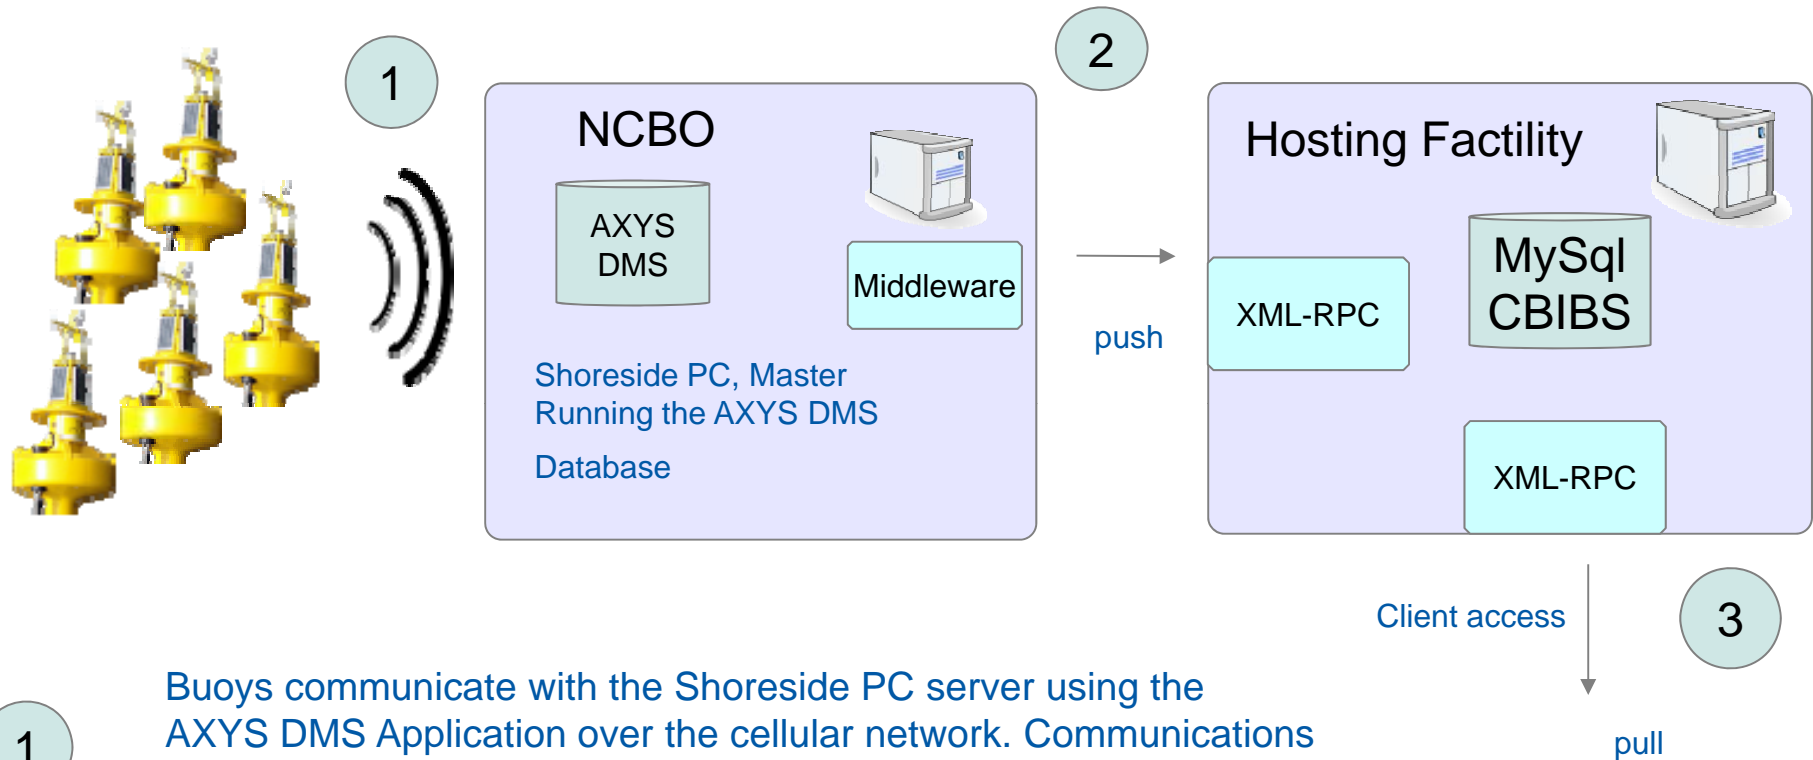 1
2
NCBO
AXYS
DMS
Middleware
Shoreside PC, Master
Running the AXYS DMS
Database
push
Hosting Factility
MySql
CBIBS
XML-RPC
XML-RPC
Client access
3
pull
1
Buoys communicate with the Shoreside PC server using the
AXYS DMS Application over the cellular network. Communications